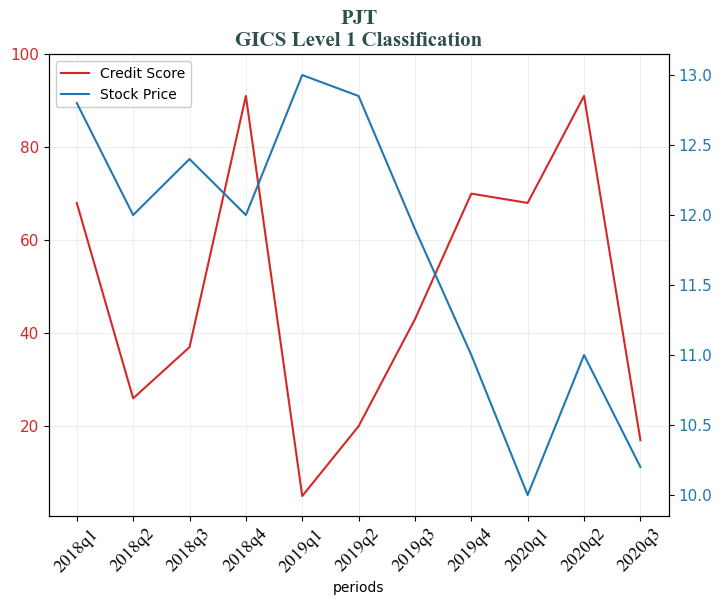 PJT
GICS Level 1 Classification
Credit Score
Stock Price
100
80
60
40
20
13.0
12.5
12.0
11.5
11.0
10.5
10.0
2018q1
2018q2
2018q3
2018q4
2019q1
2019q2
2019q3
2019q4
2020q1
2020q2
2020q3
periods